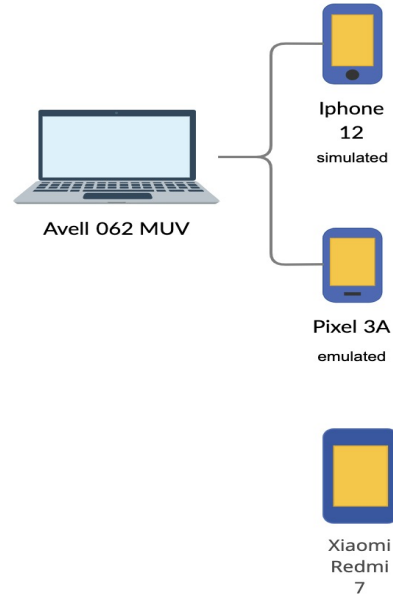 Iphone
12
simulated
Avell 062 MUV
Pixel 3A
emulated
Xiaomi
Redmi
7